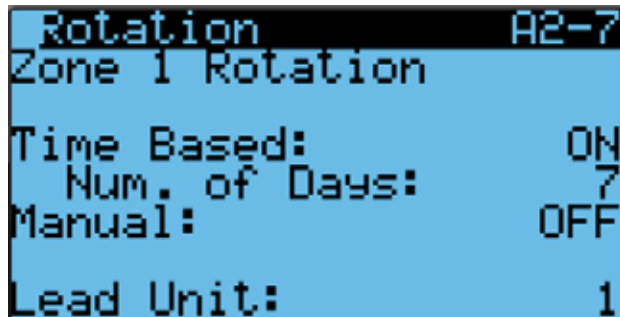 Rotation A2-7
Zone 1 Rotation
Time Based: ON
Num. of Days: 7
Manual: OFF
Lead Unit: 1